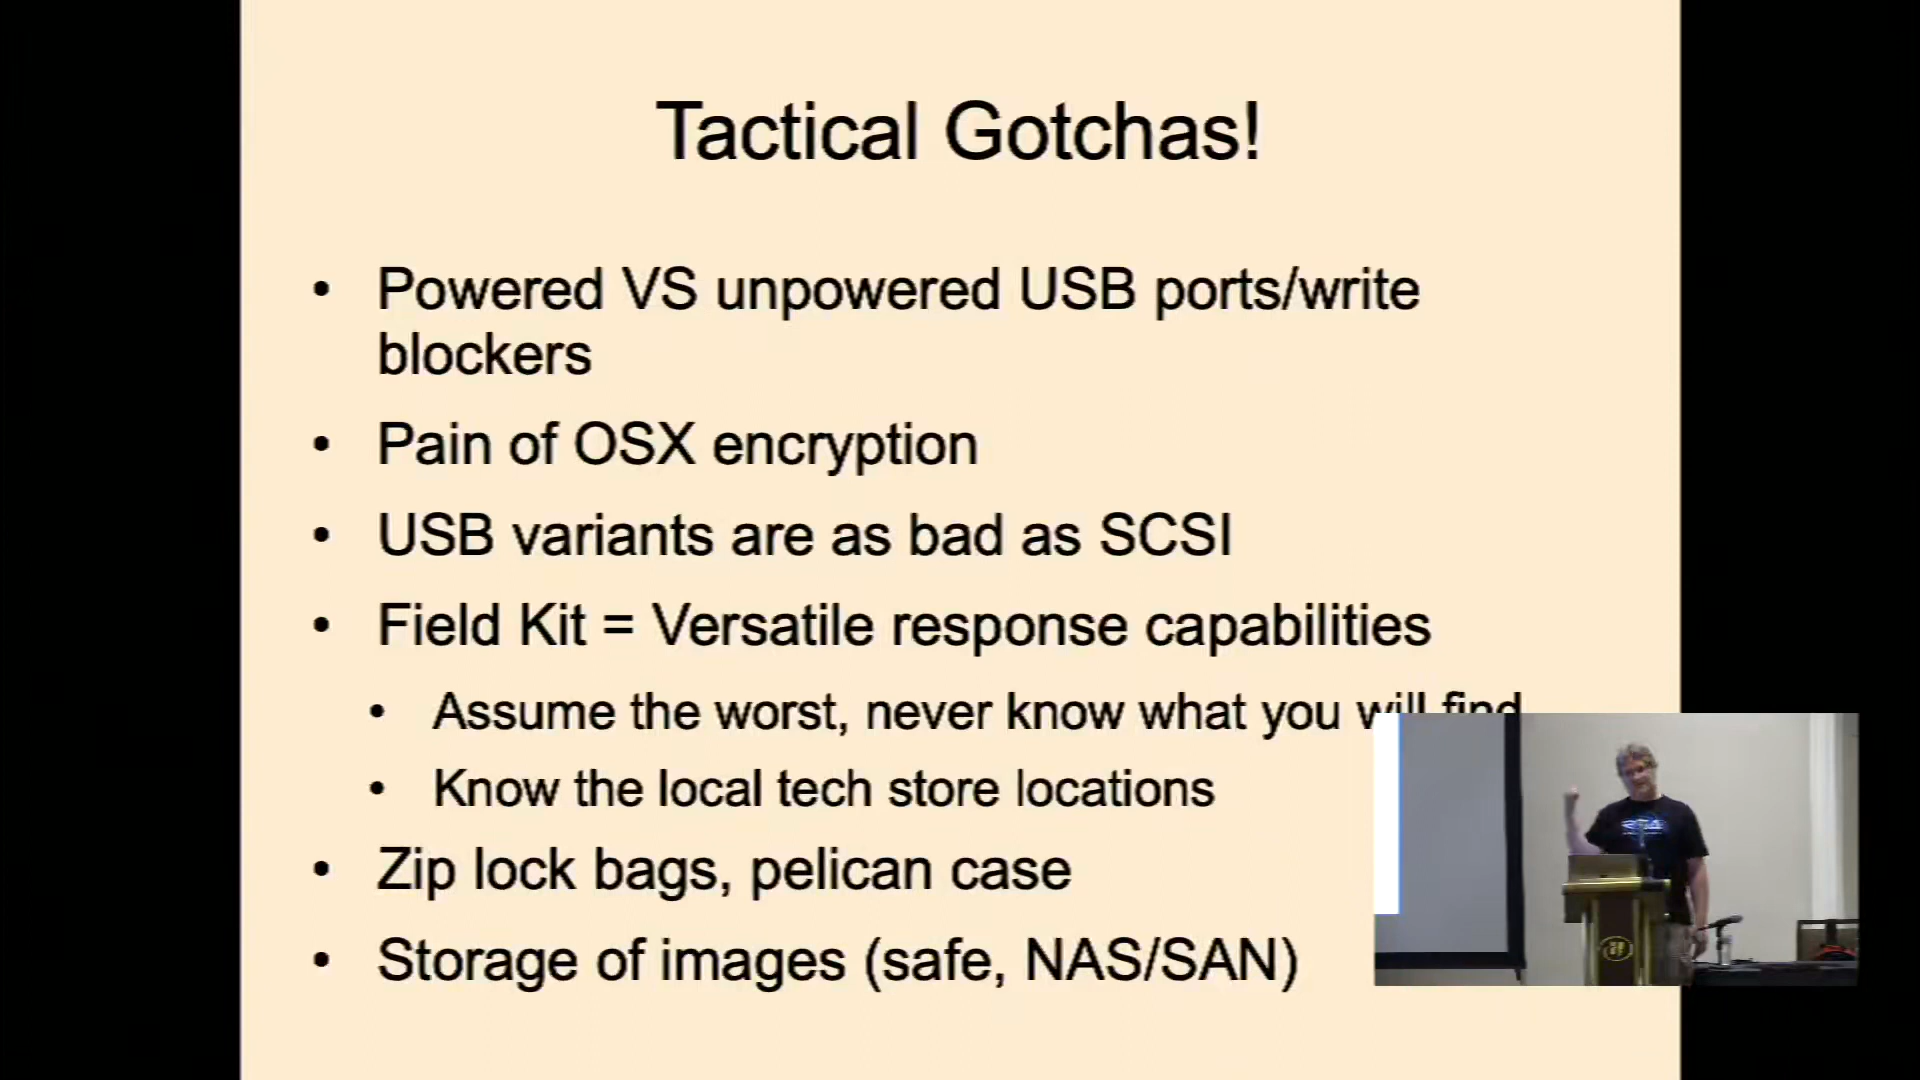 Tactical Gotchas!
• Powered VS unpowered USB ports/write
blockers
• Pain of OSX encryption
• USB variants are as bad as SCSI
• Field Kit = Versatile response capabilities
• Assume the worst, never know what you will find
• Know the local tech store locations
• Zip lock bags, pelican case
• Storage of images (safe, NAS/SAN)